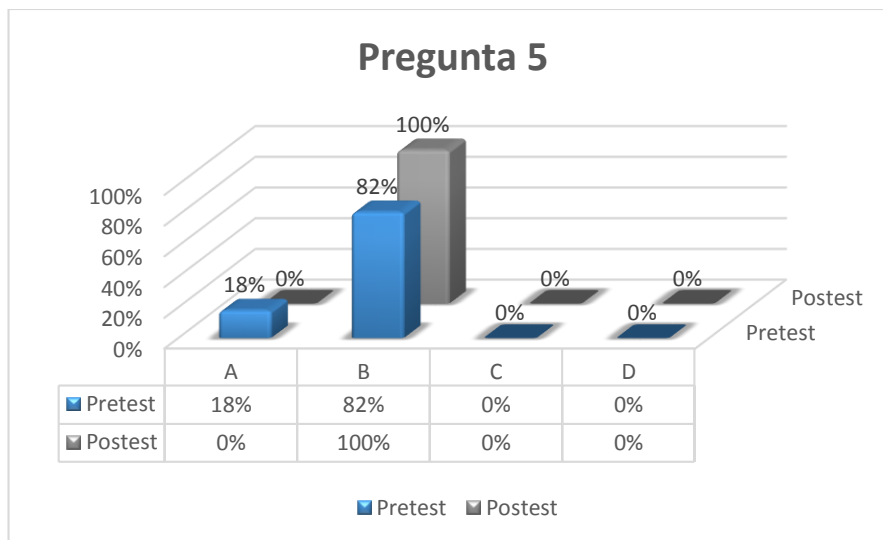 Pregunta 5
100%
82%
18%
0%
0%
0%
0%
0%
100%
80%
60%
40%
20%
0%
Postest
Pretest
A B C D
Pretest 18% 82% 0% 0%
Postest 0% 100% 0% 0%
Pretest Postest